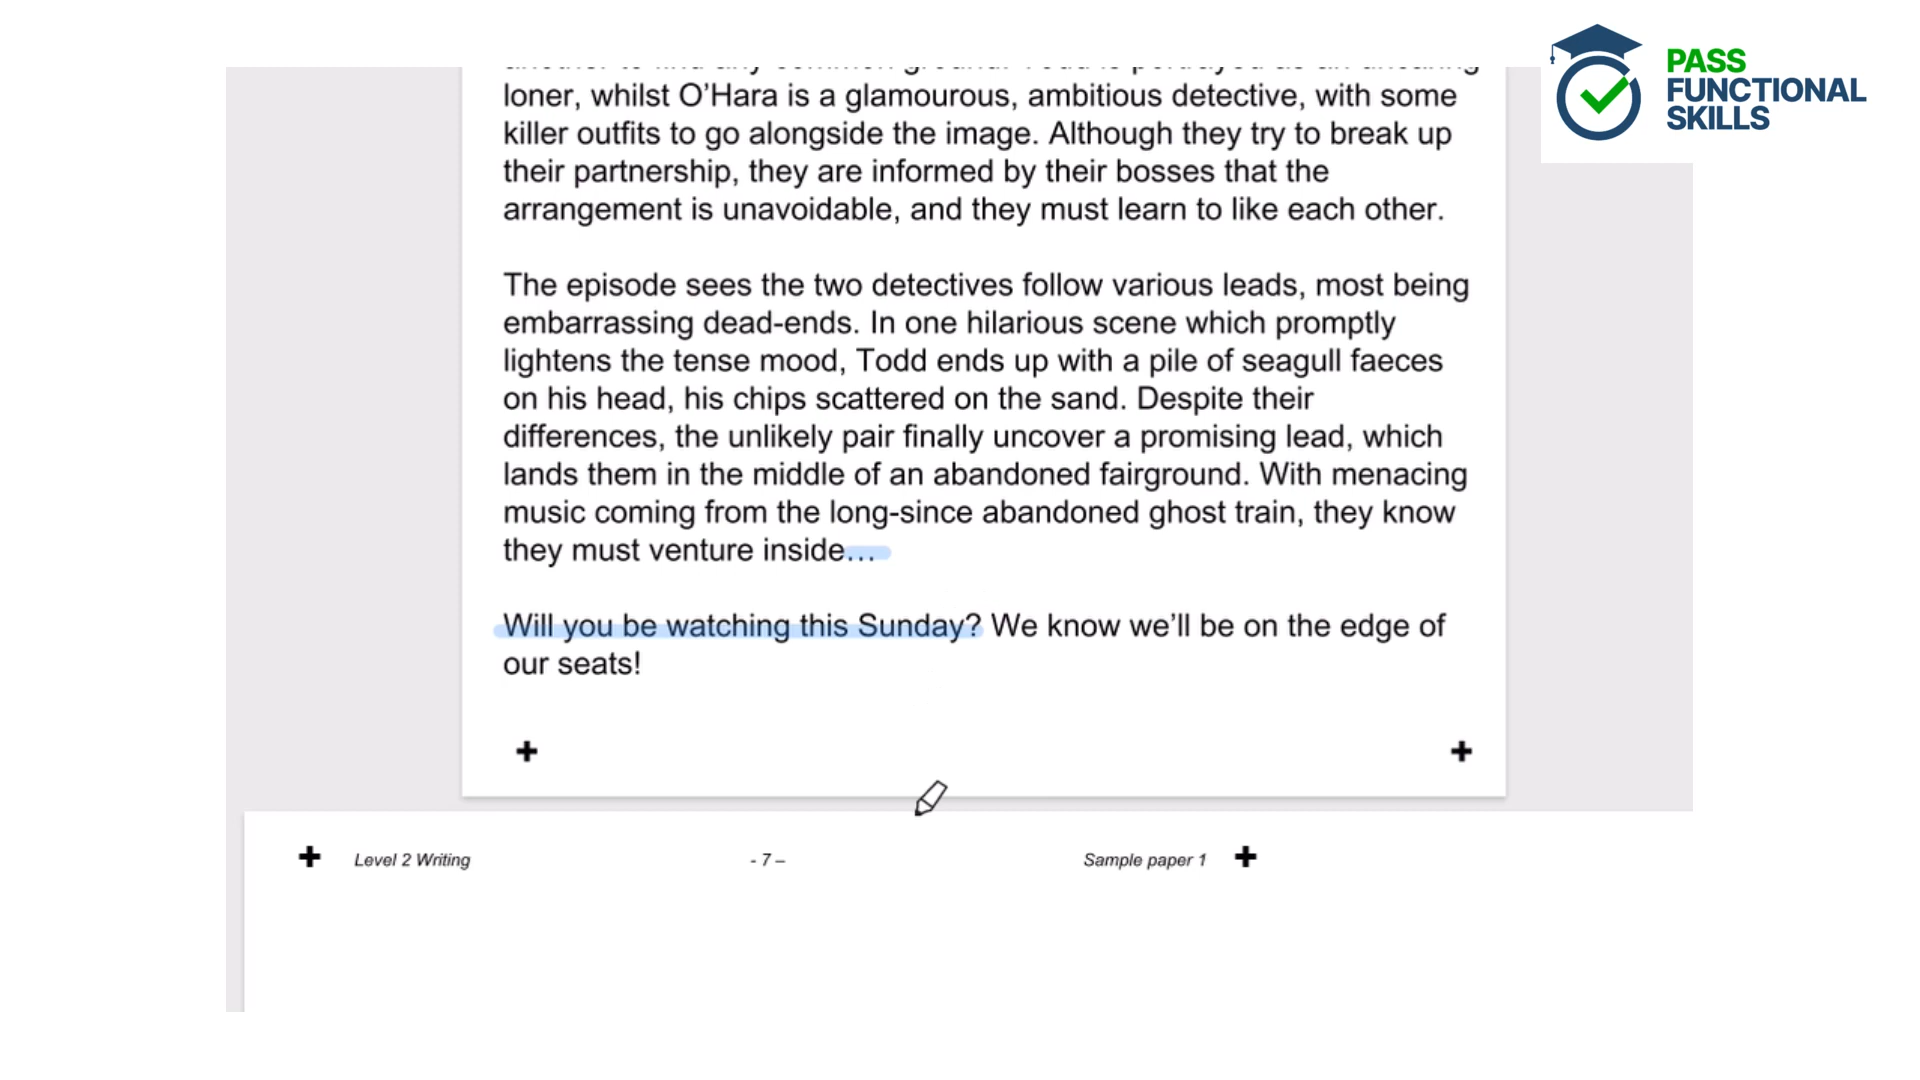 PASS
FUNCTIONAL
SKILLS
loner, whilst O’Hara is a glamourous, ambitious detective, with some
killer outfits to go alongside the image. Although they try to break up
their partnership, they are informed by their bosses that the
arrangement is unavoidable, and they must learn to like each other.
The episode sees the two detectives follow various leads, most being
embarrassing dead-ends. In one hilarious scene which promptly
lightens the tense mood, Todd ends up with a pile of seagull faeces
on his head, his chips scattered on the sand. Despite their
differences, the unlikely pair finally uncover a promising lead, which
lands them in the middle of an abandoned fairground. With menacing
music coming from the long-since abandoned ghost train, they know
they must venture inside…
Will you be watching this Sunday? We know we’ll be on the edge of
our seats!
Level 2 Writing - 7 – Sample paper 1